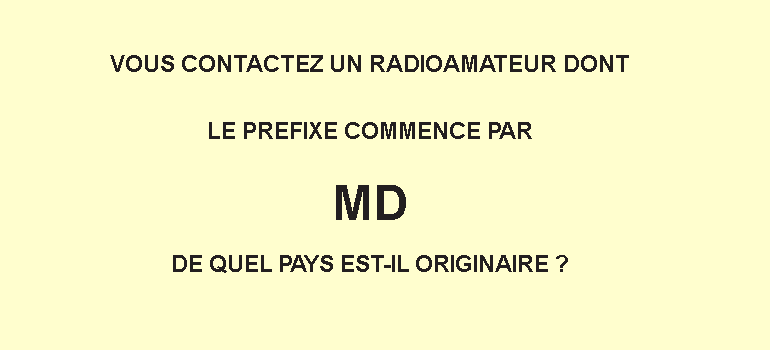 VOUS CONTACTEZ UN RADIOAMATEUR DONT
LE PREFIXE COMMENCE PAR
MD
DE QUEL PAYS EST-IL ORIGINAIRE ?